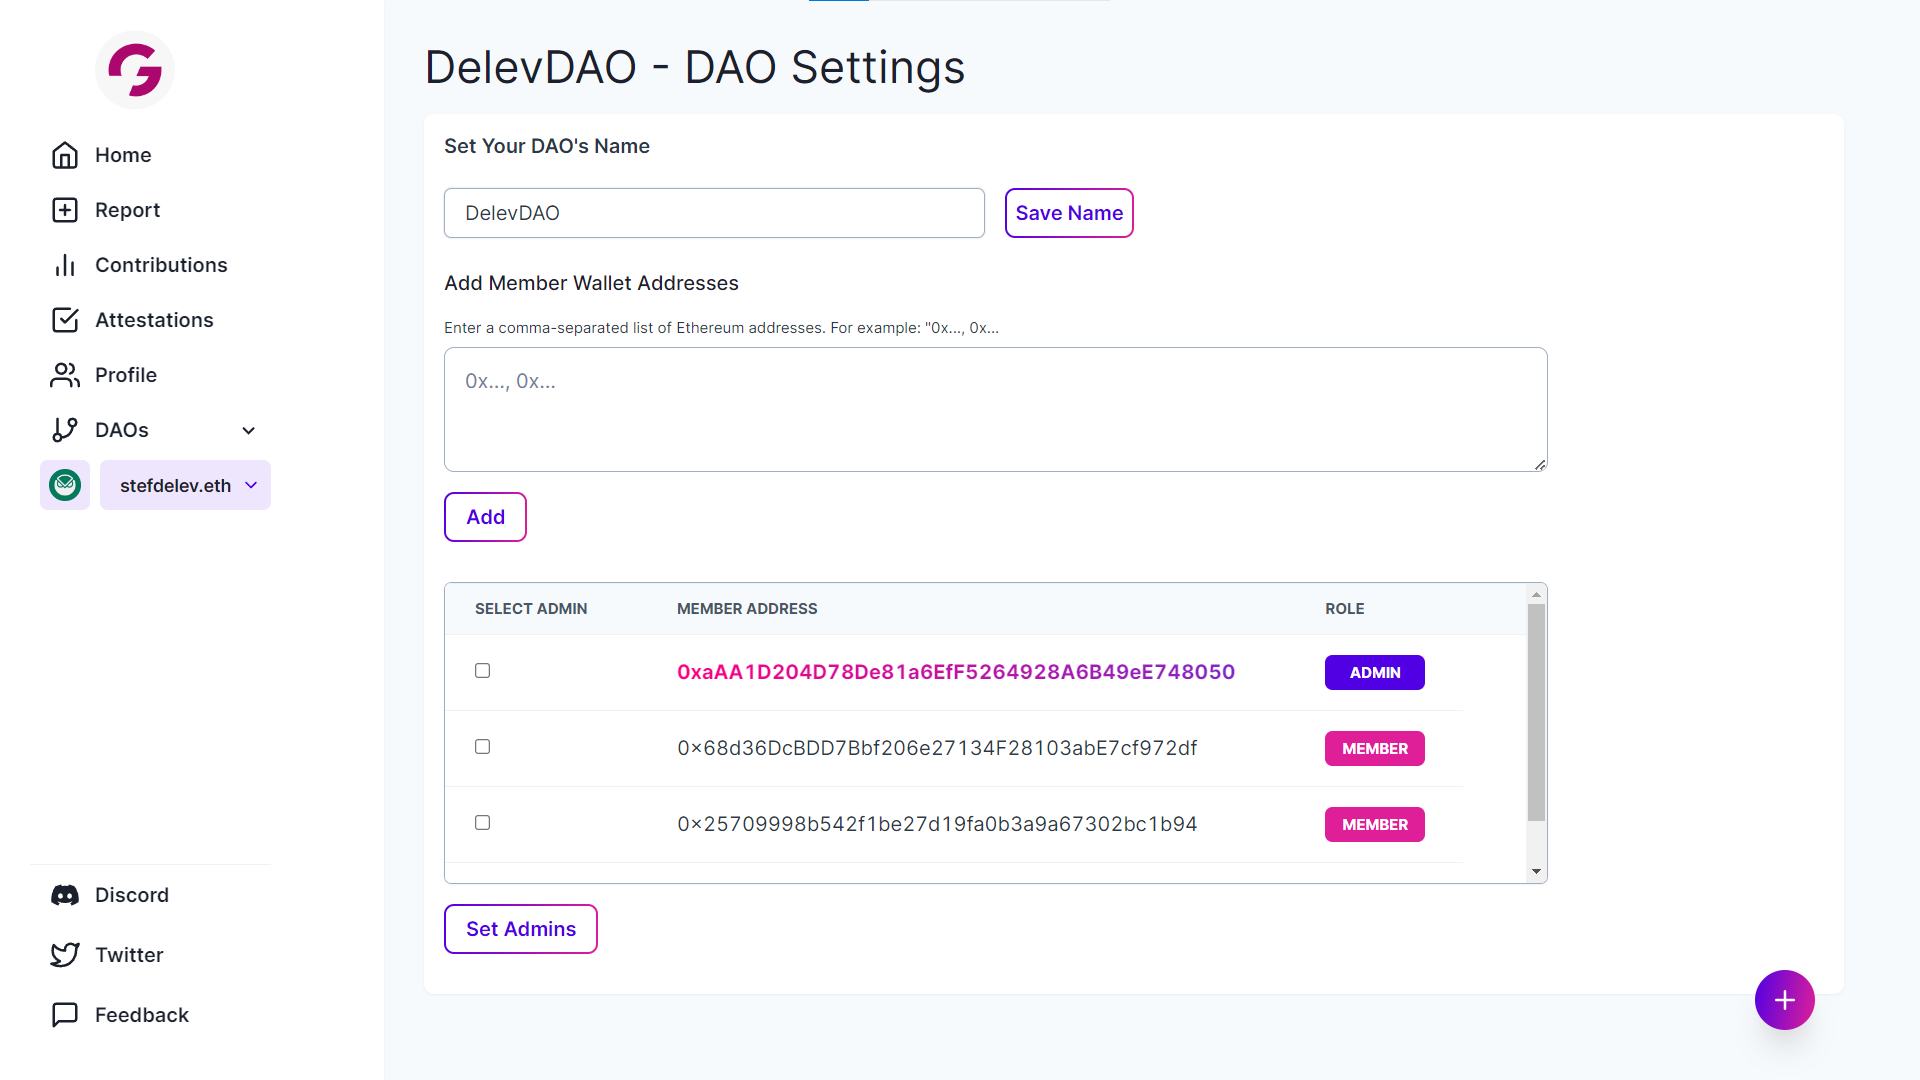 Home
Report
Contributions
Attestations
Profile
DAOs
stefdelev.eth
Discord
Twitter
Feedback
DelevDAO - DAO Settings
Set Your DAO's Name
DelevDAO
Save Name
Add Member Wallet Addresses
Enter a comma-separated list of Ethereum addresses. For example: "0x..., 0x...
0x..., 0x...
Add
SELECT ADMIN MEMBER ADDRESS ROLE
0xaAA1D204D78De81a6EfF5264928A6B49eE748050 ADMIN
0x68d36DcBDD7Bbf206e27134F28103abE7cf972df MEMBER
0x25709998b542f1be27d19fa0b3a9a67302bc1b94 MEMBER
Set Admins